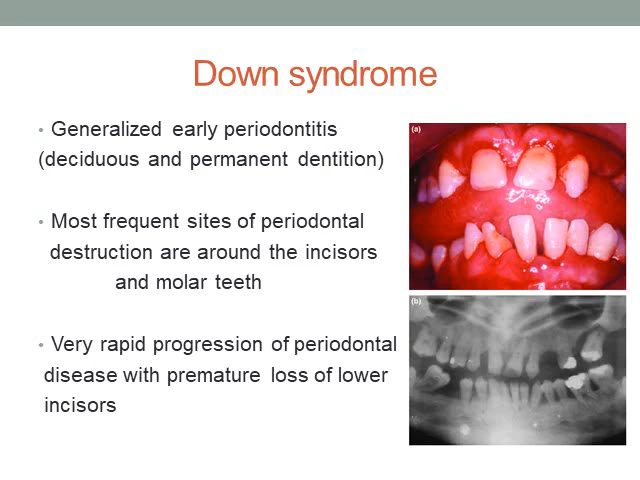 Down syndrome
• Generalized early periodontitis
(deciduous and permanent dentition)
• Most frequent sites of periodontal
destruction are around the incisors
and molar teeth
• Very rapid progression of periodontal
disease with premature loss of lower
incisors
(a)
(b)